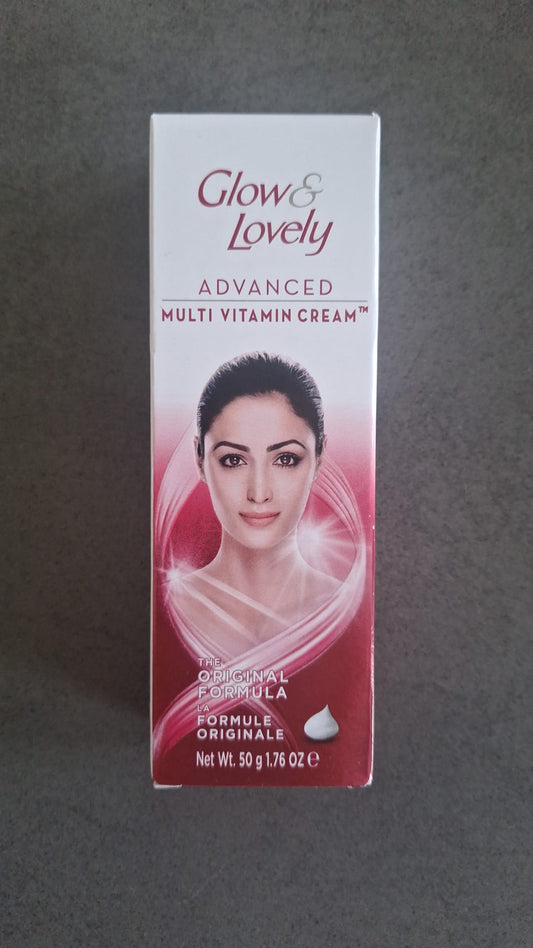 Glow &
Lovely
ADVANCED
MULTI VITAMIN CREAM™
THE
ORIGINAL
FORMULA
LA
FORMULE
ORIGINALE
Net Wt. 50 g 1.76 OZ ℮